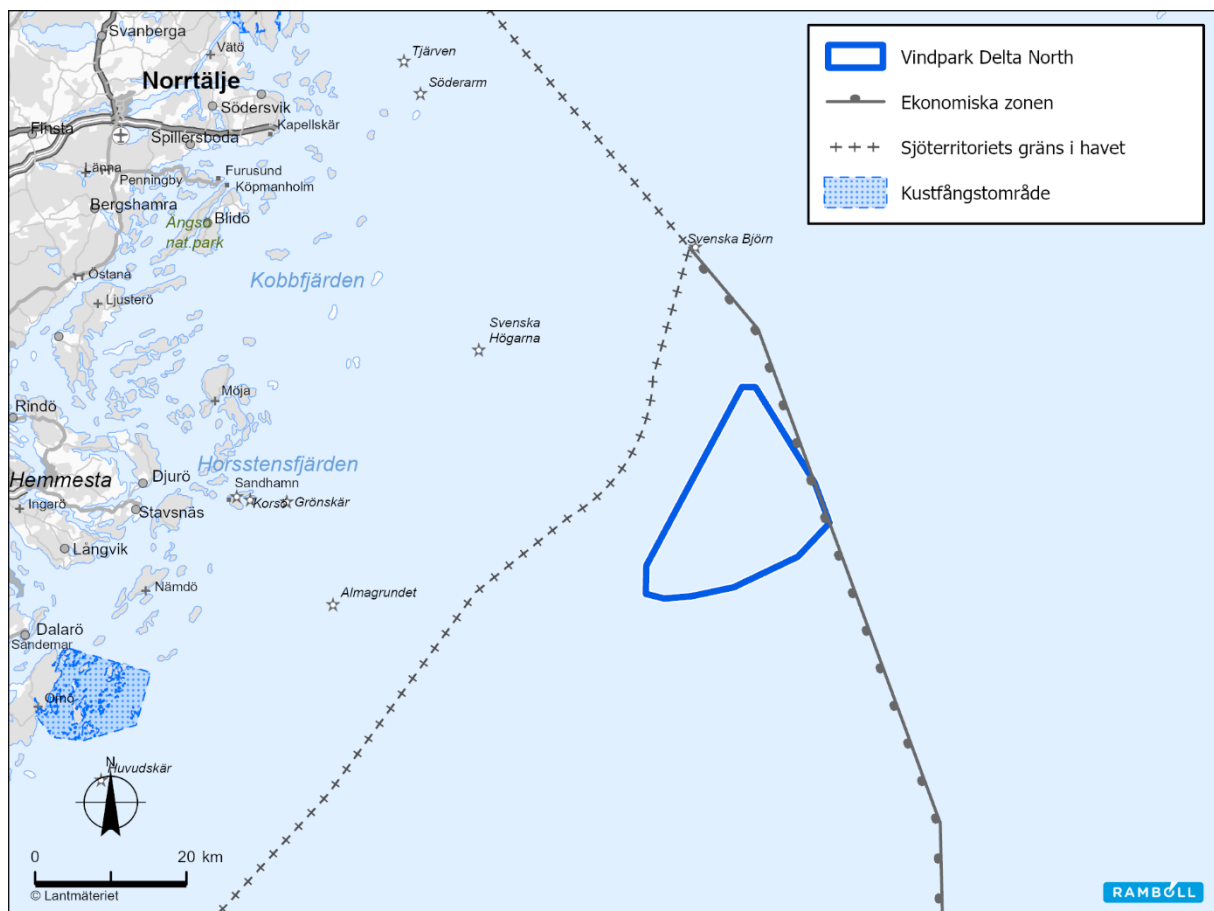 Svanberga
Vätö
Tjärven
Norrtälje
Söderarm
Södersvik
Kapellskär
Finsta
Spillersboda
Länna
Penningby
Furusund
Köpmanholm
Bergshamra
Ängsö
nat.park
Blidö
Svenska Björn
Östanå
Kobbfjärden
Ljusterö
Svenska
Högarna
Möja
Rindö
Horsstensfjärden
Hemmesta
Djurö
Sandhamn
Korsö
Grönskär
Ingarö
Stavsnäs
Långvik
Nämdö
Almagrundet
Dalarö
Sandemar
Ornö
Huvudskär
N
0
20 km
© Lantmäteriet
Vindpark Delta North
Ekonomiska zonen
Sjöterritoriets gräns i havet
Kustfångstområde
RAMBOLL